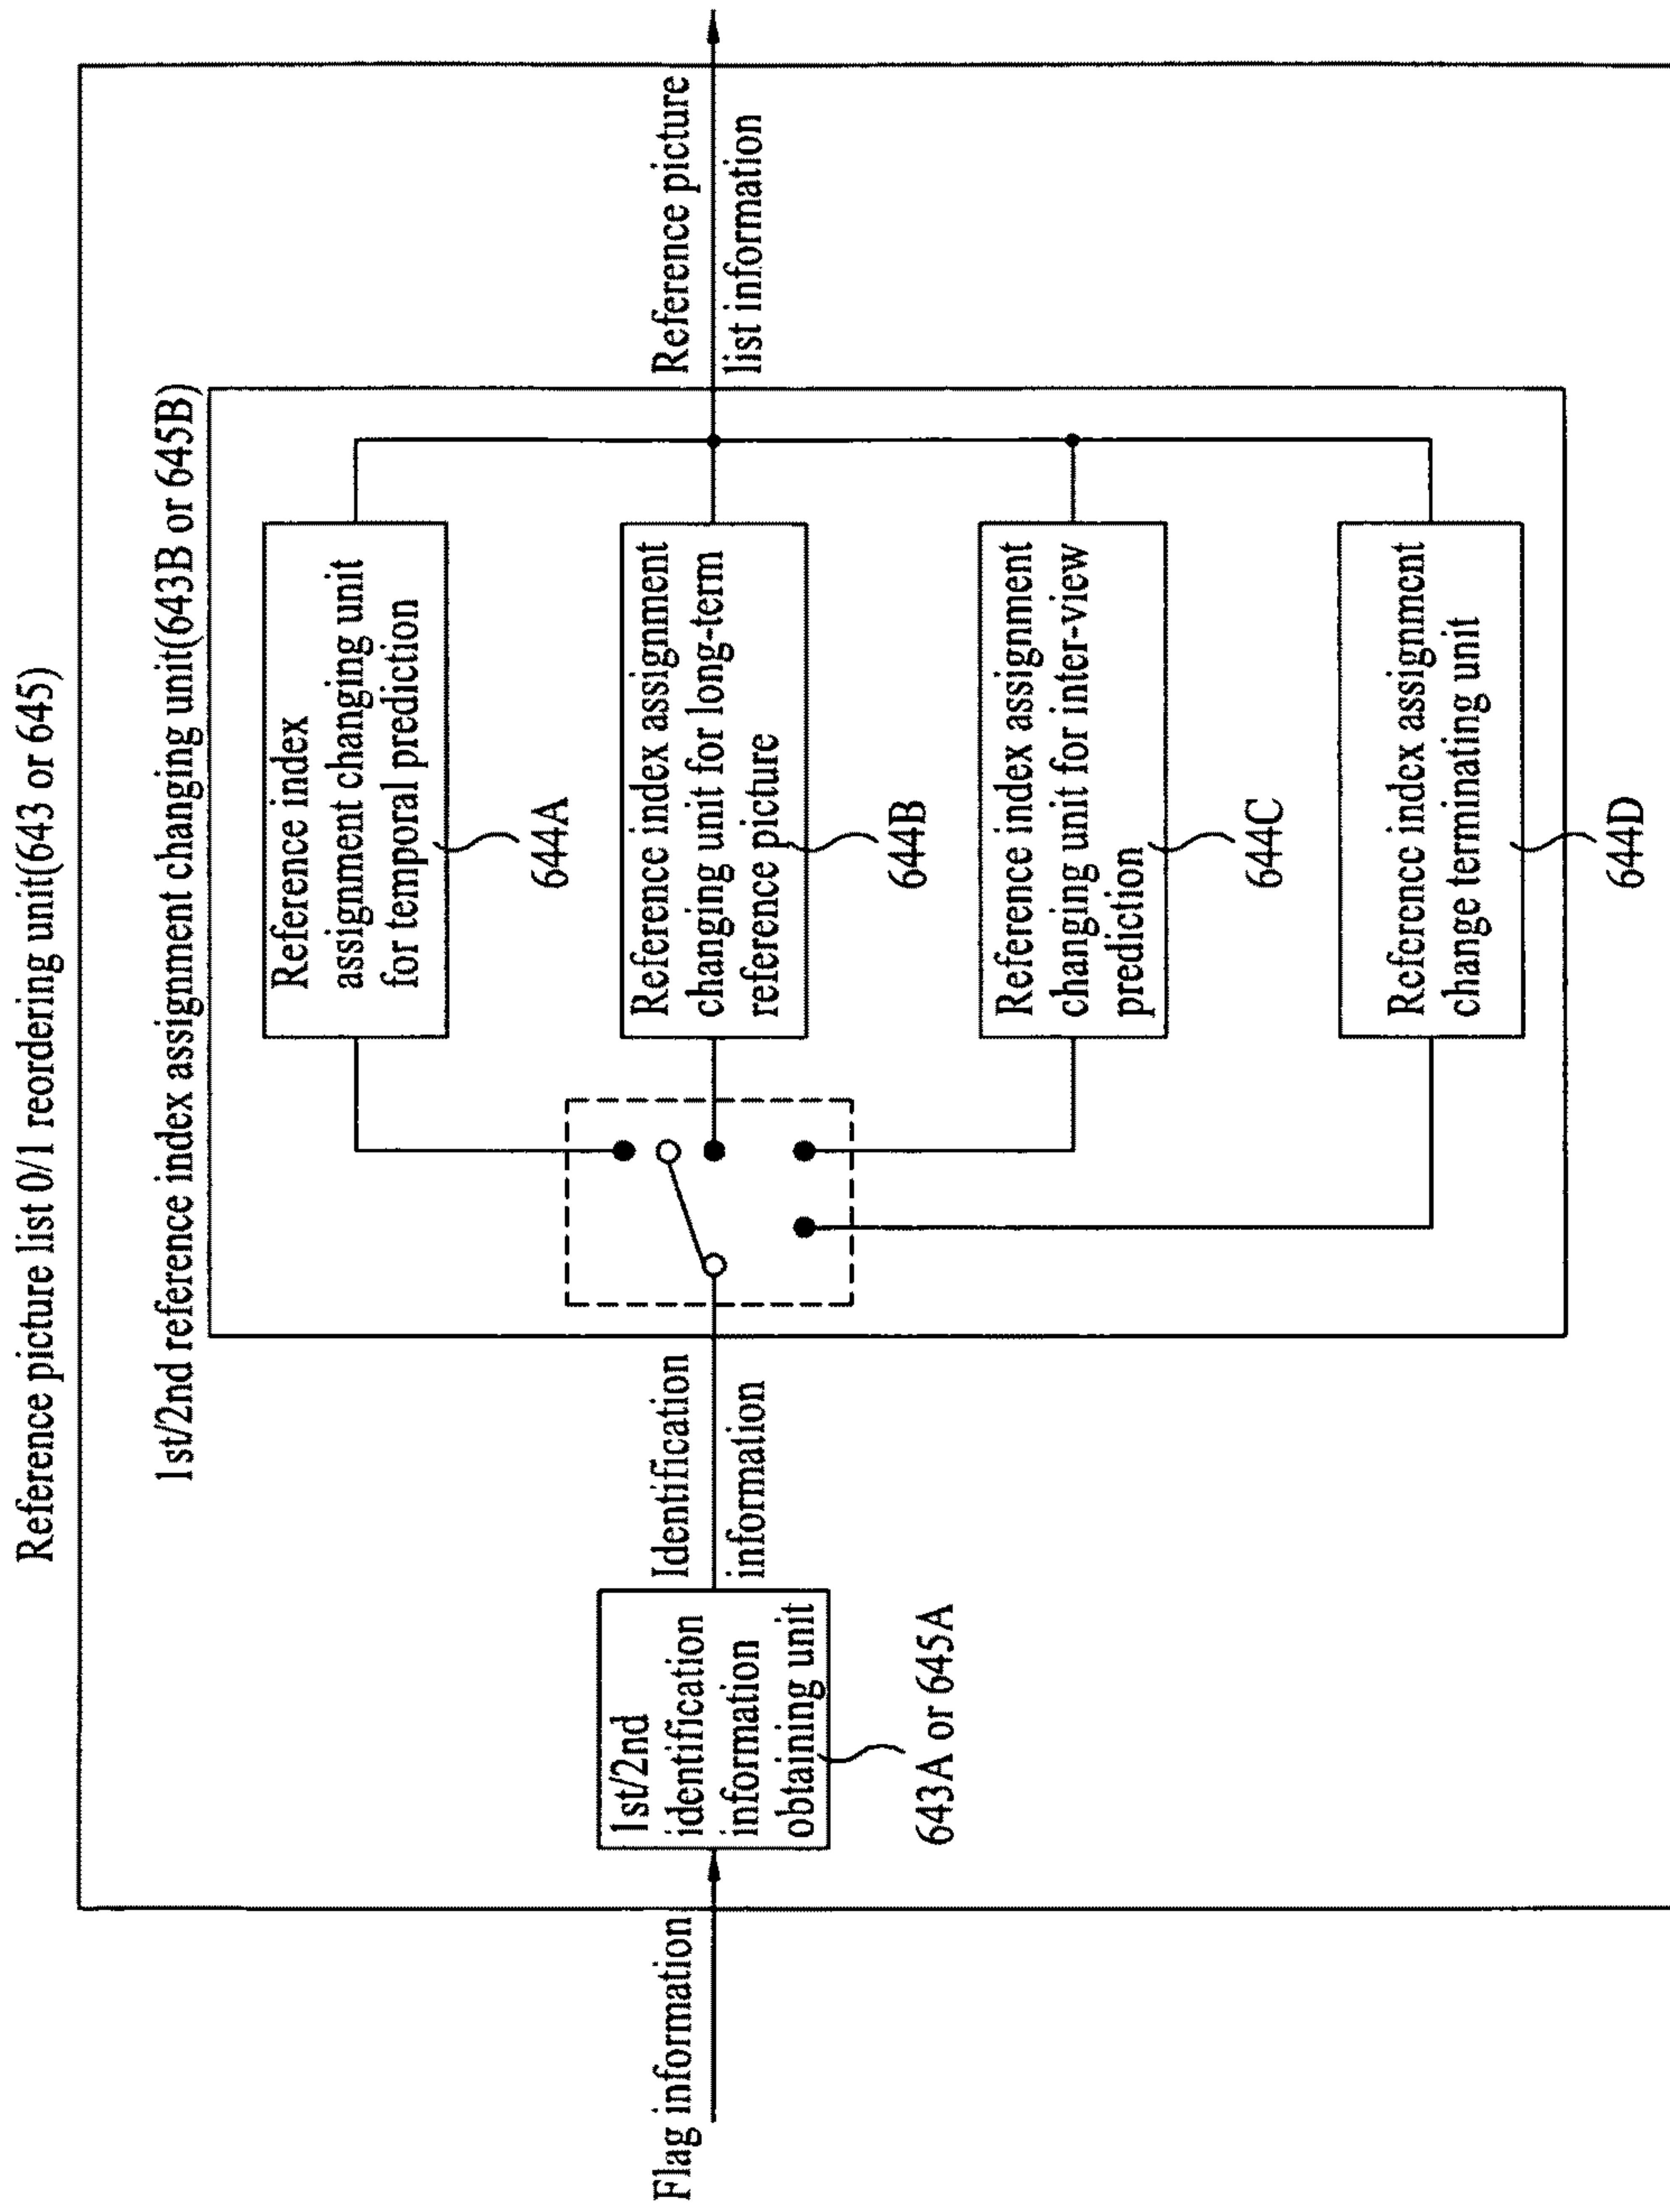 Reference picture list 0/1 reordering unit(643 or 645)
1st/2nd reference index assignment changing unit(643B or 645B)
Flag information
1st/2nd
identification
information
obtaining unit
643A or 645A
Identification
information
Reference index
assignment changing unit
for temporal prediction
644A
Reference index assignment
changing unit for long-term
reference picture
644B
Reference index assignment
changing unit for inter-view
prediction
644C
Reference index assignment
change terminating unit
644D
Reference picture
list information